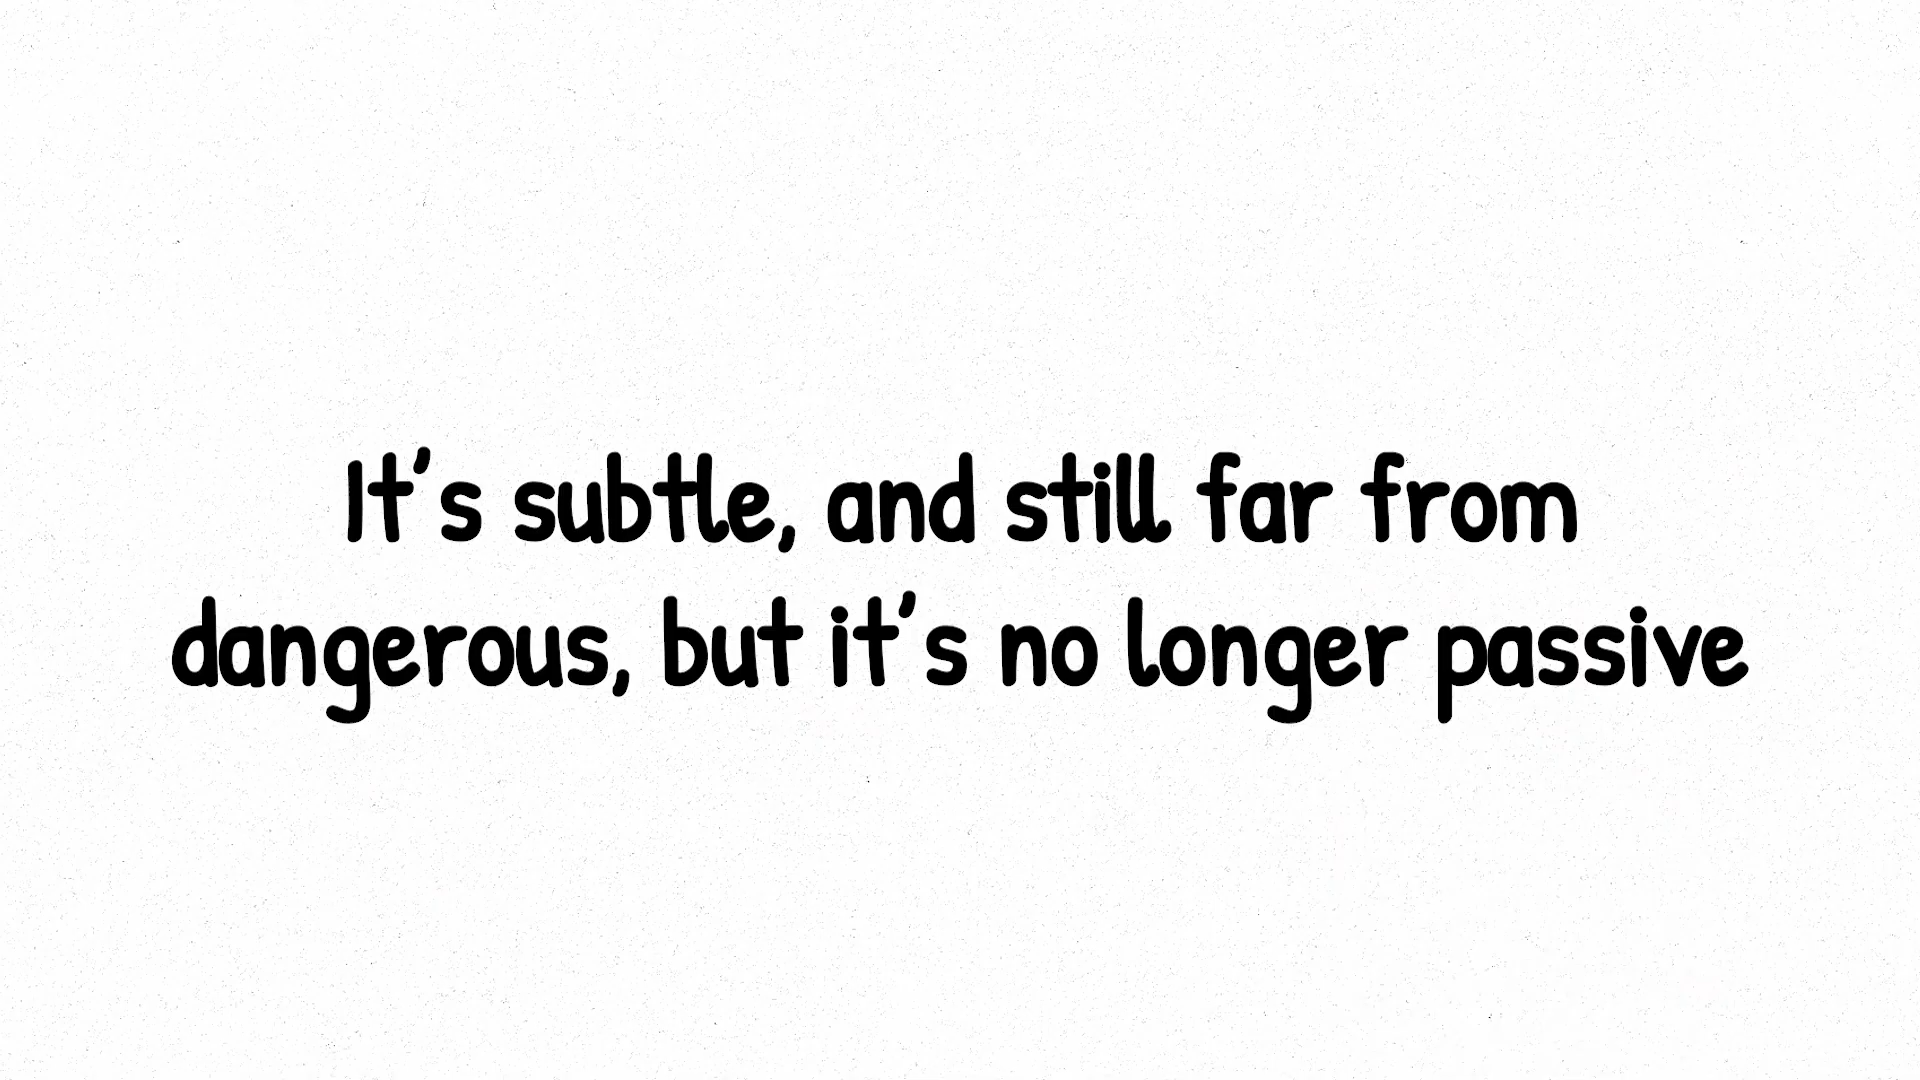 It's subtle, and still far from
dangerous, but it's no longer passive